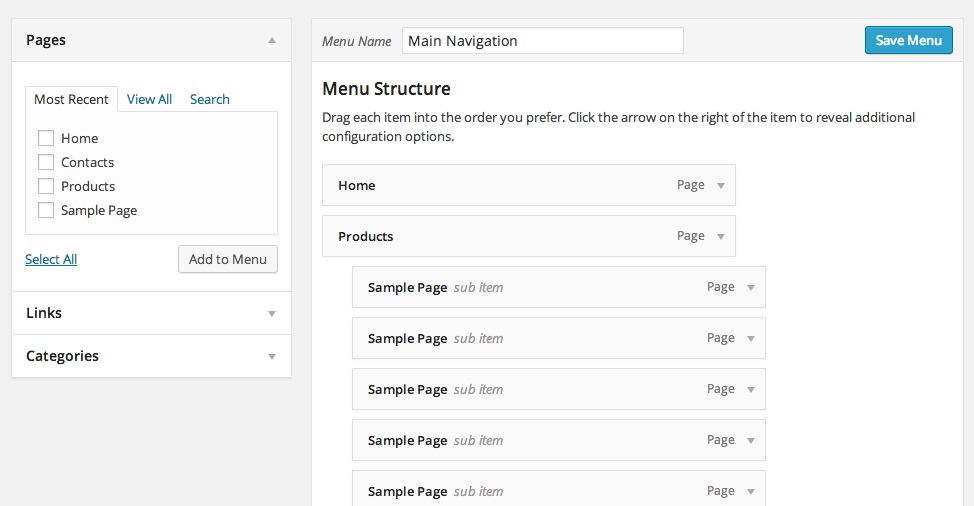 Pages
Most Recent View All Search
Home
Contacts
Products
Sample Page
Select All Add to Menu
Links
Categories
Menu Name Main Navigation Save Menu
Menu Structure
Drag each item into the order you prefer. Click the arrow on the right of the item to reveal additional
configuration options.
Home Page
Products Page
Sample Page sub item Page
Sample Page sub item Page
Sample Page sub item Page
Sample Page sub item Page
Sample Page sub item Page